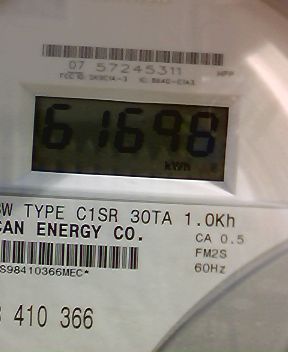 07 57245311
61698
kWh
SW TYPE C1SR 30TA 1.0Kh
CAN ENERGY CO.
CA 0.5
FM2S
60Hz
S98410366MEC*
410 366